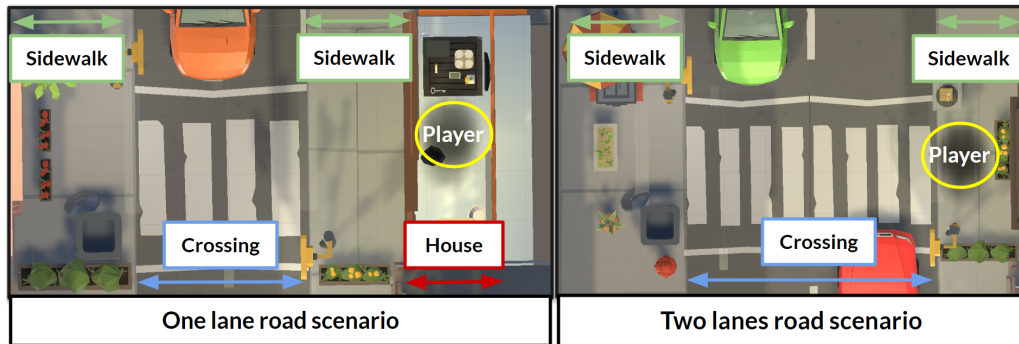 Sidewalk
Sidewalk
Player
Crossing
House
One lane road scenario
Sidewalk
Sidewalk
Player
Crossing
Two lanes road scenario